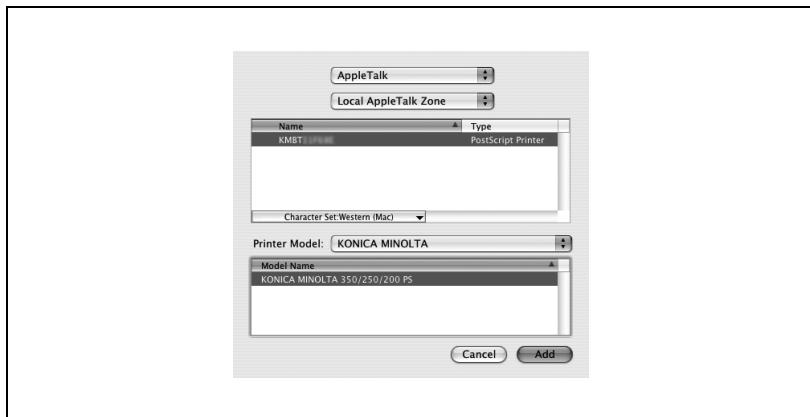 AppleTalk
Local AppleTalk Zone
Name Type
KMBT PostScript Printer
Character Set:Western (Mac)
Printer Model: KONICA MINOLTA
Model Name
KONICA MINOLTA 350/250/200 PS
Cancel Add